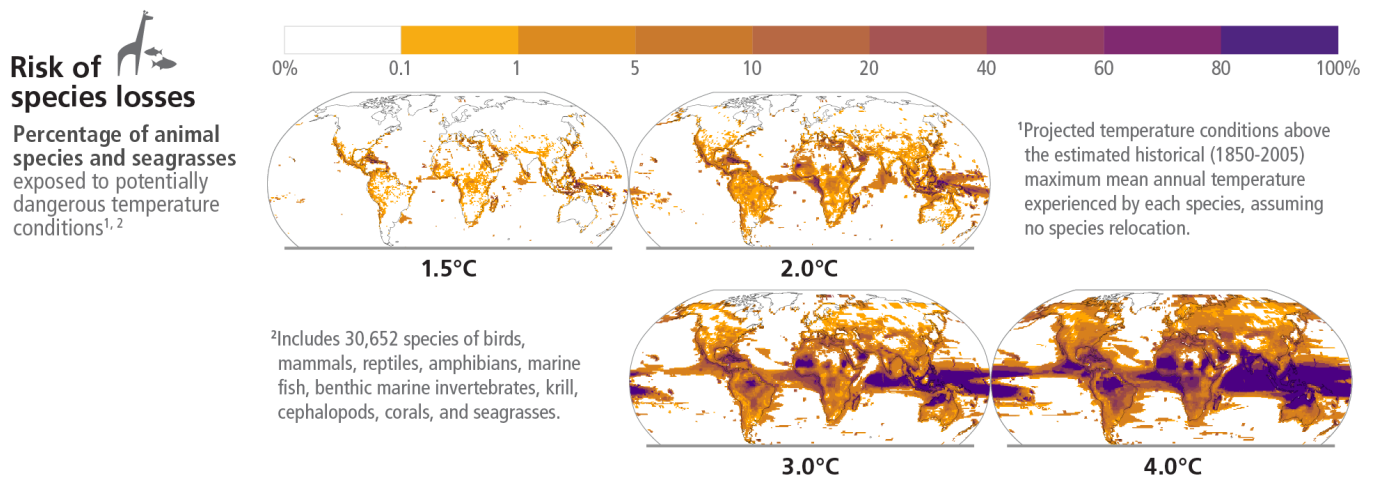 Risk of
species losses
Percentage of animal
species and seagrasses
exposed to potentially
dangerous temperature
conditions1, 2
0% 0.1 1 5 10 20 40 60 80 100%
1Projected temperature conditions above
the estimated historical (1850-2005)
maximum mean annual temperature
experienced by each species, assuming
no species relocation.
1.5°C 2.0°C
2Includes 30,652 species of birds,
mammals, reptiles, amphibians, marine
fish, benthic marine invertebrates, krill,
cephalopods, corals, and seagrasses.
3.0°C 4.0°C